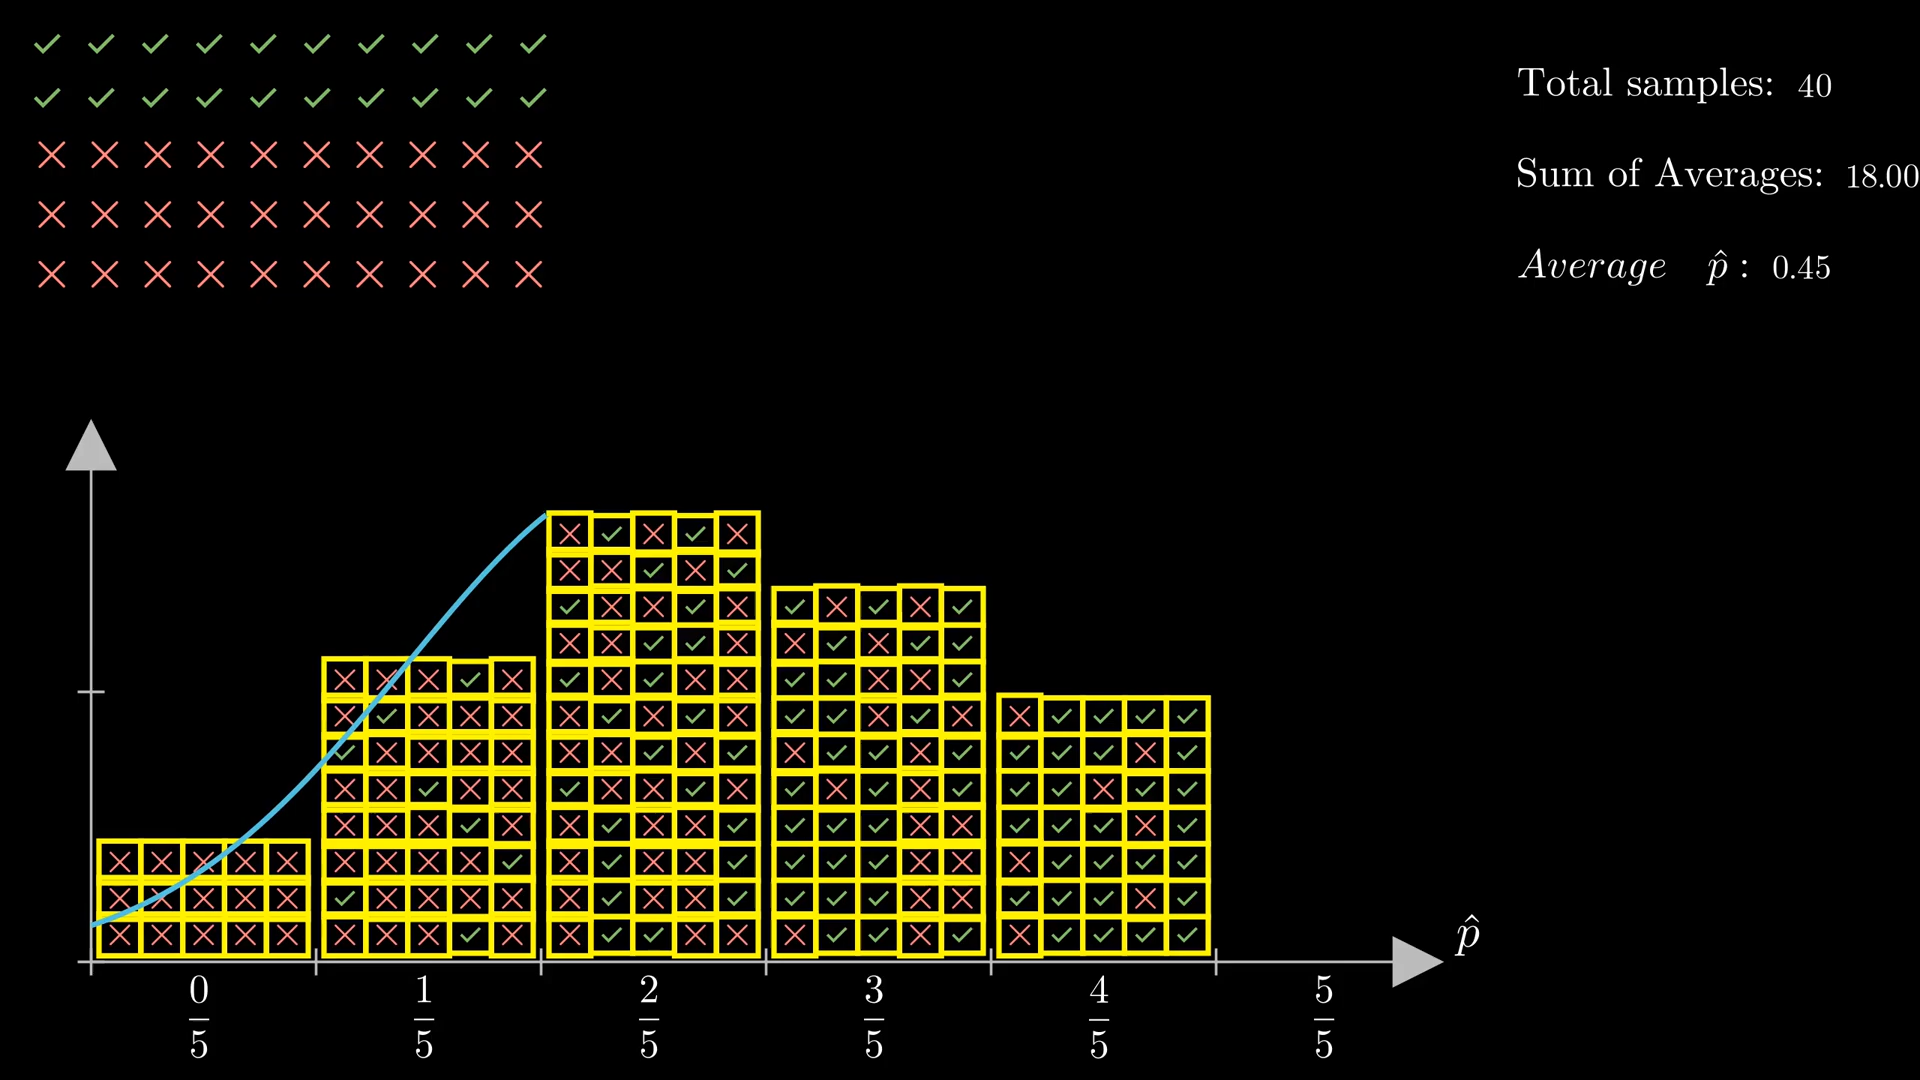 Total samples: 40
Sum of Averages: 18.00
Average p̂ : 0.45
p̂
0/5 1/5 2/5 3/5 4/5 5/5